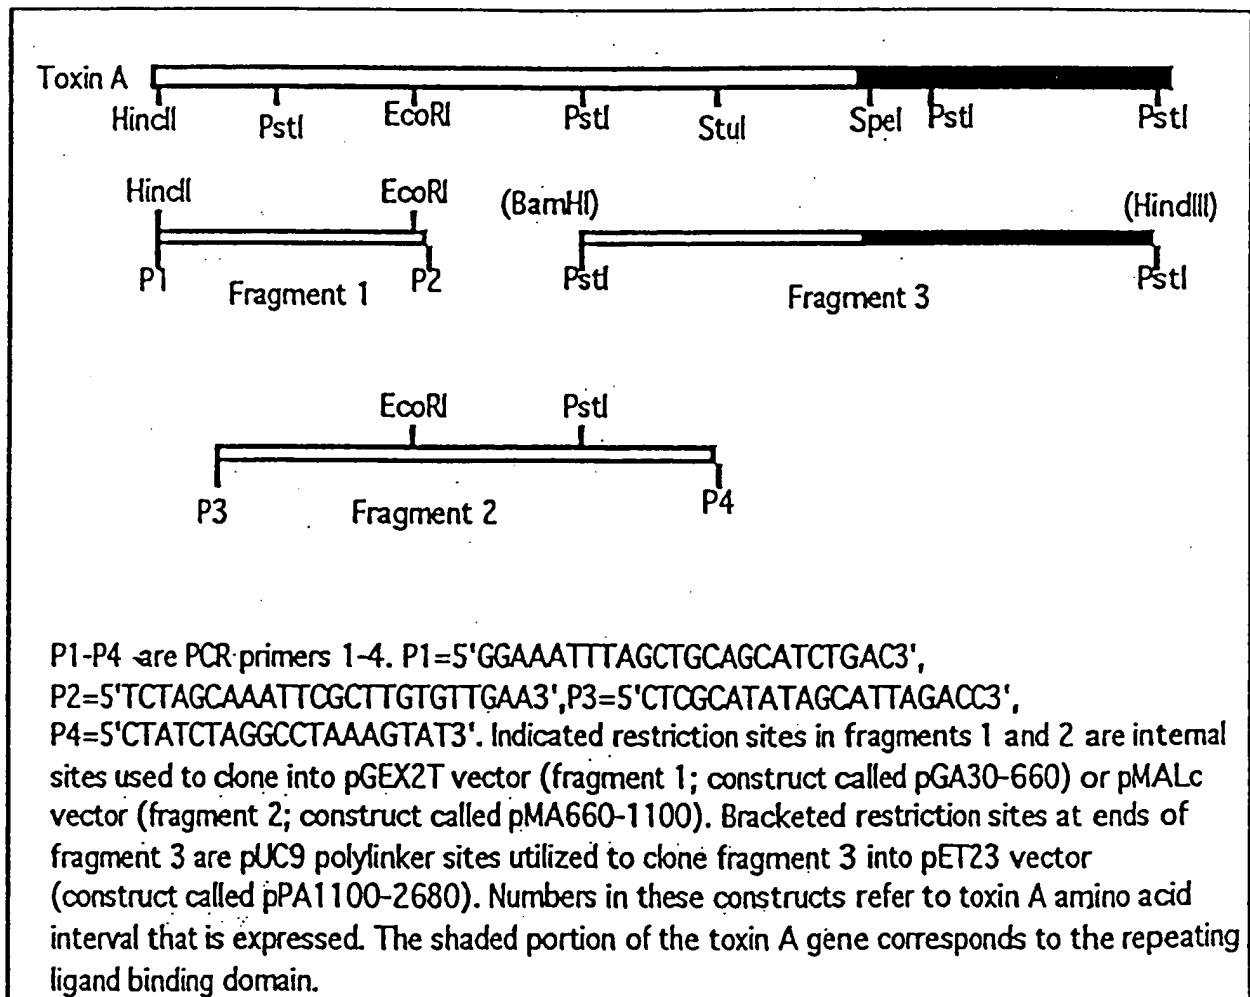 Toxin A
HincII PstI EcoRI PstI StuI SpeI PstI PstI
HincII EcoRI (BamHI) (HindIII)
P1 Fragment 1 P2 PstI Fragment 3 PstI
EcoRI PstI
P3 Fragment 2 P4
P1-P4 are PCR primers 1-4. P1=5'GGAAATTTAGCTGCAGCATCTGAC3',
P2=5'TCTAGCAAATTCGCTTGTGTTGAA3',P3=5'CTCGCATATAGCATTAGACC3',
P4=5'CTATCTAGGCCTAAAGTAT3'. Indicated restriction sites in fragments 1 and 2 are internal
sites used to clone into pGEX2T vector (fragment 1; construct called pGA30-660) or pMALc
vector (fragment 2; construct called pMA660-1100). Bracketed restriction sites at ends of
fragment 3 are pUC9 polylinker sites utilized to clone fragment 3 into pET23 vector
(construct called pPA1100-2680). Numbers in these constructs refer to toxin A amino acid
interval that is expressed. The shaded portion of the toxin A gene corresponds to the repeating
ligand binding domain.